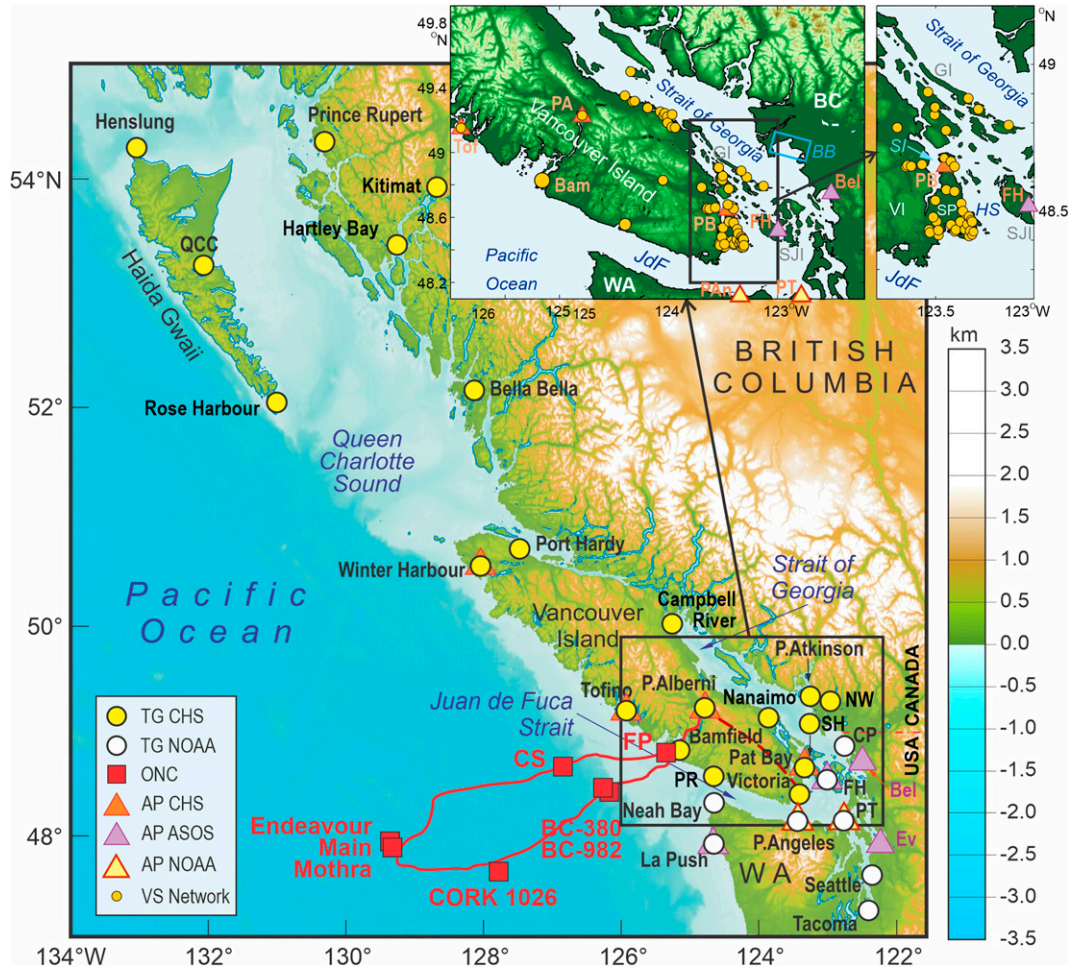 49.8
°N
49.4
49
48.6
48.2
126
125
125
124
123°W
PA
Tof
Vancouver Island
Strait of Georgia
BC
GI
BB
Bam
Bel
PB
FH
SJI
Pacific
Ocean
JdF
WA
PAn
PT
°N
49
48.5
Strait of Georgia
GI
SI
PB
FH
VI
SP
HS
SJI
JdF
123.5
123°W
Henslung
Prince Rupert
54°N
Kitimat
Hartley Bay
QCC
Haida Gwaii
Rose Harbour
52°
Bella Bella
Queen
Charlotte
Sound
BRITISH
COLUMBIA
km
3.5
3.0
2.5
2.0
1.5
1.0
0.5
0.0
-0.5
-1.0
-1.5
-2.0
-2.5
-3.0
-3.5
Port Hardy
Winter Harbour
Strait of
Georgia
Pacific
Ocean
50°
Vancouver
Island
Campbell
River
P.Atkinson
Tofino
P.Alberni
Nanaimo
NW
SH
CANADA
USA
CP
Juan de Fuca
Strait
Bamfield
FP
CS
Pat Bay
Victoria
PR
FH
Bel
Neah Bay
PT
48°
Endeavour
Main
Mothra
BC-380
BC-982
P.Angeles
Ev
La Push
WA
CORK 1026
Seattle
Tacoma
TG CHS
TG NOAA
ONC
AP CHS
AP ASOS
AP NOAA
VS Network
134°W
132°
130°
128°
126°
124°
122°